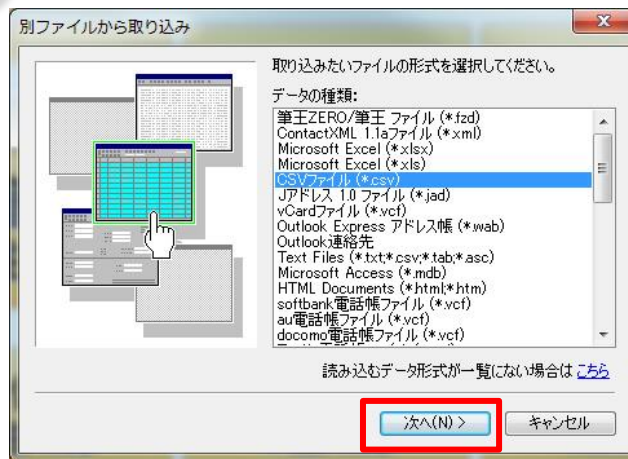 別ファイルから取り込み
取り込みたいファイルの形式を選択してください。
データの種類:
筆王ZERO/筆王 ファイル (*.fzd)
ContactXML 1.1aファイル (*.xml)
Microsoft Excel (*.xlsx)
Microsoft Excel (*.xls)
CSVファイル (*.csv)
Jアドレス 1.0 ファイル (*.jad)
vCardファイル (*.vcf)
Outlook Express アドレス帳 (*.wab)
Outlook連絡先
Text Files (*.txt;*.csv;*.tab;*.asc)
Microsoft Access (*.mdb)
HTML Documents (*.html;*.htm)
softbank電話帳ファイル (*.vcf)
au電話帳ファイル (*.vcf)
docomo電話帳ファイル (*.vcf)
読み込むデータ形式が一覧にない場合は こちら
次へ(N) >
キャンセル